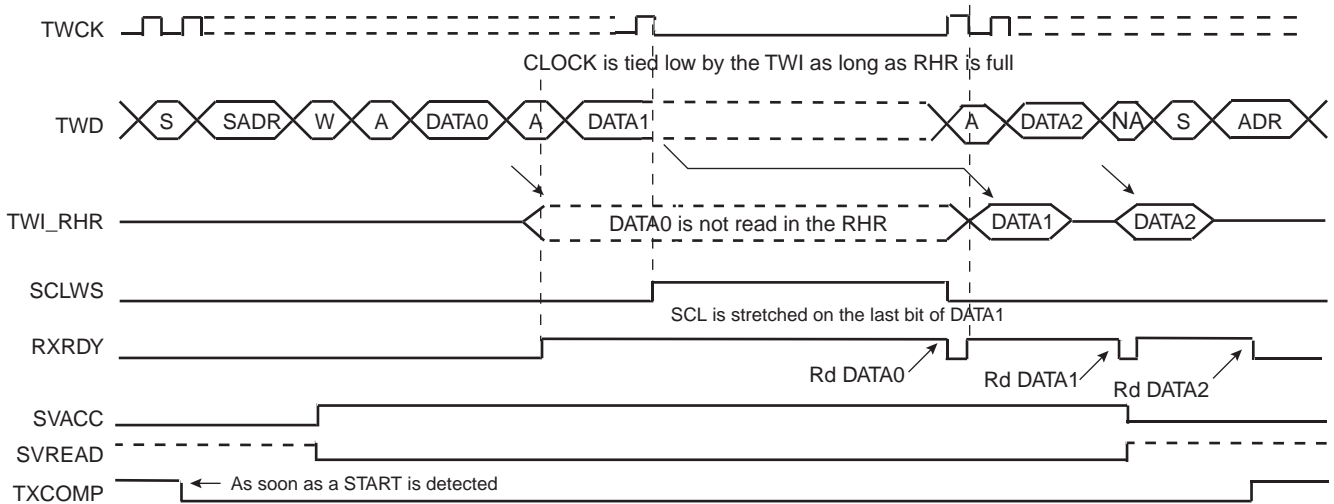 TWCK
CLOCK is tied low by the TWI as long as RHR is full
TWD S SADR W A DATA0 A DATA1 A DATA2 NA S ADR
TWI_RHR DATA0 is not read in the RHR DATA1 DATA2
SCLWS
SCL is stretched on the last bit of DATA1
RXRDY
Rd DATA0 Rd DATA1 Rd DATA2
SVACC
SVREAD
TXCOMP As soon as a START is detected